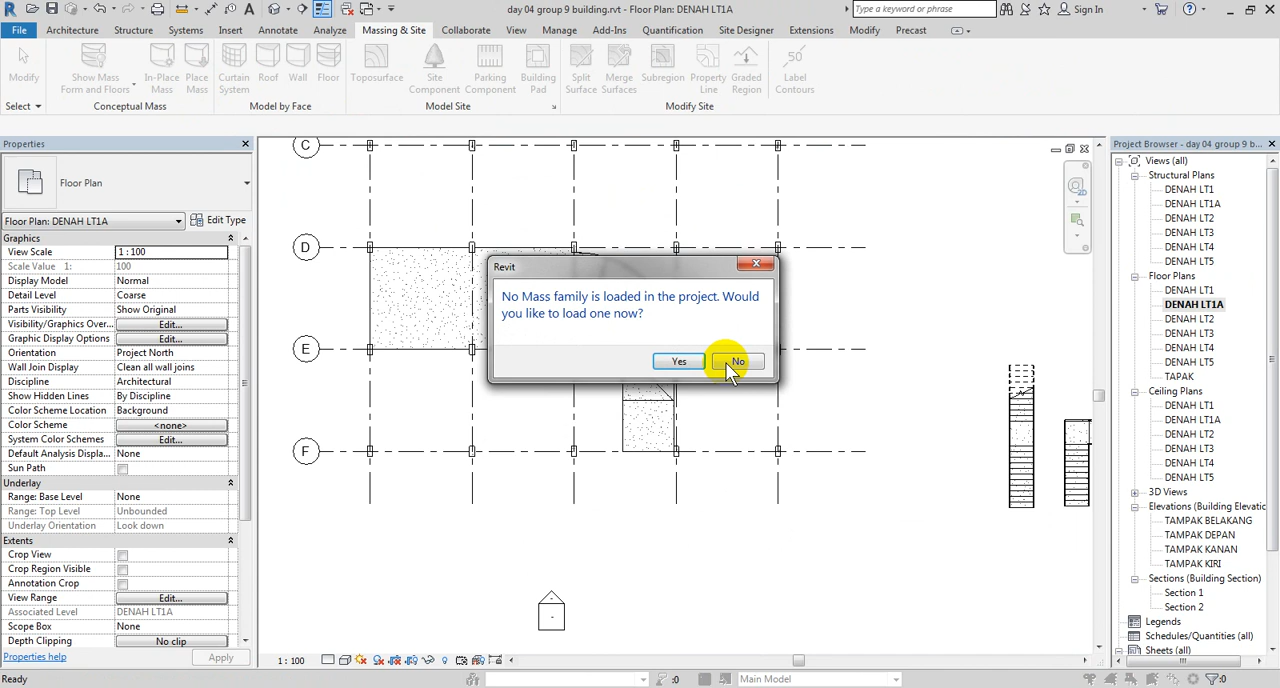 day 04 group 9 building.rvt - Floor Plan: DENAH LT1A
Type a keyword or phrase
Sign In
File Architecture Structure Systems Insert Annotate Analyze Massing & Site Collaborate View Manage Add-Ins Quantification Site Designer Extensions Modify Precast
Modify
Show Mass
Form and Floors
In-Place
Mass
Place
Mass
Curtain
System
Roof
Wall
Floor
Toposurface
Site
Component
Parking
Component
Building
Pad
Split
Surface
Merge
Surfaces
Subregion
Property
Line
Graded
Region
Label
Contours
Select
Conceptual Mass
Model by Face
Model Site
Modify Site
Properties
Floor Plan
Floor Plan: DENAH LT1A
Edit Type
Graphics
View Scale 1 : 100
Scale Value 1: 100
Display Model Normal
Detail Level Coarse
Parts Visibility Show Original
Visibility/Graphics Over... Edit...
Graphic Display Options Edit...
Orientation Project North
Wall Join Display Clean all wall joins
Discipline Architectural
Show Hidden Lines By Discipline
Color Scheme Location Background
Color Scheme <none>
System Color Schemes Edit...
Default Analysis Displa... None
Sun Path
Underlay
Range: Base Level None
Range: Top Level Unbounded
Underlay Orientation Look down
Extents
Crop View
Crop Region Visible
Annotation Crop
View Range Edit...
Associated Level DENAH LT1A
Scope Box None
Depth Clipping No clip
Properties help
Apply
C
D
E
F
Revit
No Mass family is loaded in the project. Would
you like to load one now?
Yes
No
2D
Project Browser - day 04 group 9 b...
Views (all)
Structural Plans
DENAH LT1
DENAH LT1A
DENAH LT2
DENAH LT3
DENAH LT4
DENAH LT5
Floor Plans
DENAH LT1
DENAH LT1A
DENAH LT2
DENAH LT3
DENAH LT4
DENAH LT5
TAPAK
Ceiling Plans
DENAH LT1
DENAH LT1A
DENAH LT2
DENAH LT3
DENAH LT4
DENAH LT5
3D Views
Elevations (Building Elevatic
TAMPAK BELAKANG
TAMPAK DEPAN
TAMPAK KANAN
TAMPAK KIRI
Sections (Building Section)
Section 1
Section 2
Legends
Schedules/Quantities (all)
Sheets (all)
1 : 100
Ready
:0
Main Model
:0